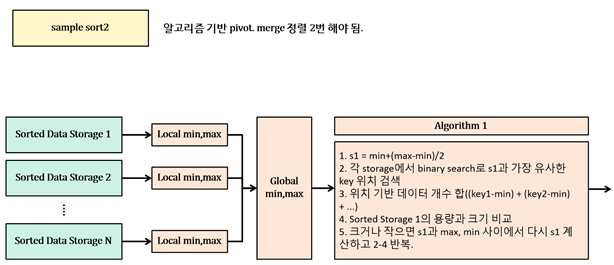 sample sort2
알고리즘 기반 pivot. merge 정렬 2번 해야 됨.
Sorted Data Storage 1
Local min,max
Sorted Data Storage 2
Local min,max
...
Sorted Data Storage N
Local min,max
Global
min,max
Algorithm 1
1. s1 = min+(max-min)/2
2. 각 storage에서 binary search로 s1과 가장 유사한
key 위치 검색
3. 위치 기반 데이터 개수 합((key1-min) + (key2-min)
+ ...)
4. Sorted Storage 1의 용량과 크기 비교
5. 크거나 작으면 s1과 max, min 사이에서 다시 s1 계
산하고 2-4 반복.